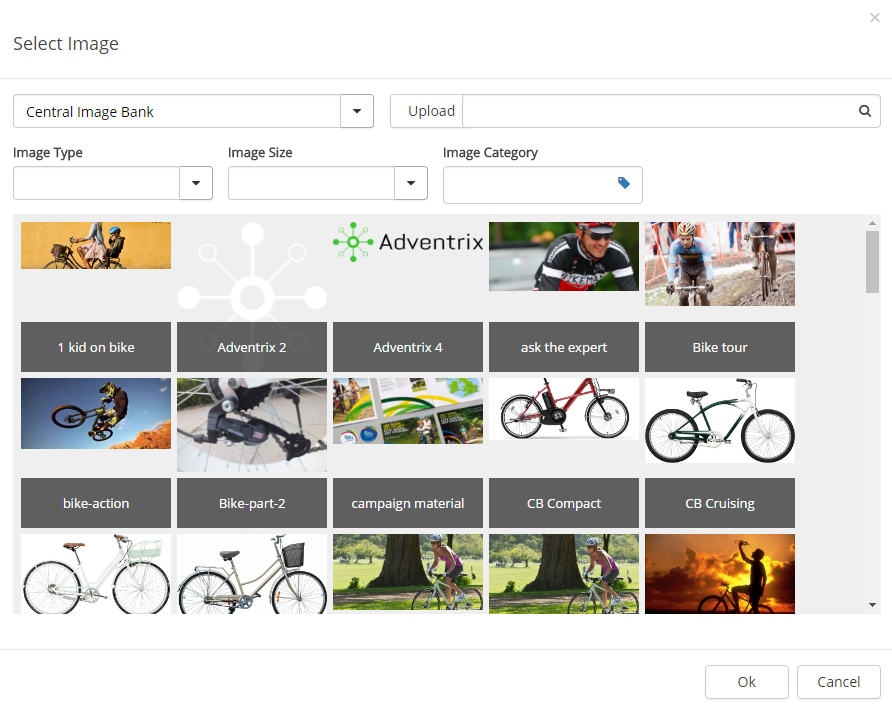 ×
Select Image
Central Image Bank
Upload
Image Type
Image Size
Image Category
Adventrix
BIKEMA
1 kid on bike
Adventrix 2
Adventrix 4
ask the expert
Bike tour
bike-action
Bike-part-2
campaign material
CB Compact
CB Cruising
Ok
Cancel